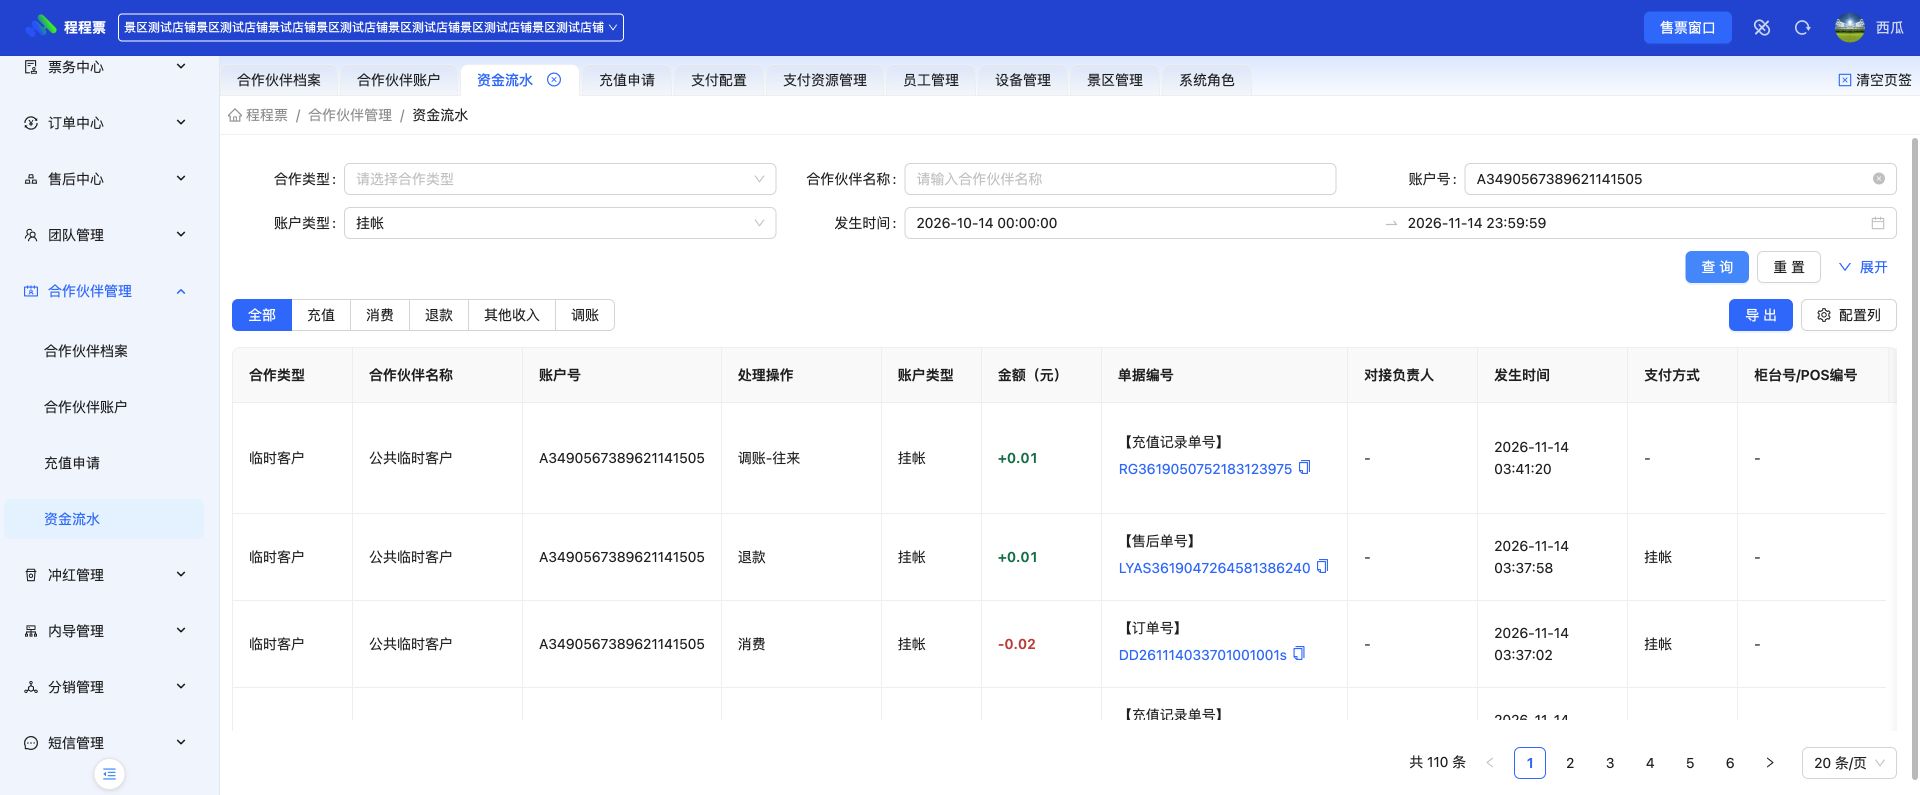 程程票
景区测试店铺景区测试店铺景试店铺景区测试店铺景区测试店铺景区测试店铺景区测试店铺
售票窗口
西瓜
票务中心
订单中心
售后中心
团队管理
合作伙伴管理
合作伙伴档案
合作伙伴账户
充值申请
资金流水
冲红管理
内导管理
分销管理
短信管理
合作伙伴档案 合作伙伴账户 资金流水 充值申请 支付配置 支付资源管理 员工管理 设备管理 景区管理 系统角色 清空页签
程程票 / 合作伙伴管理 / 资金流水
合作类型: 请选择合作类型 合作伙伴名称: 请输入合作伙伴名称 账户号: A3490567389621141505
账户类型: 挂帐 发生时间: 2026-10-14 00:00:00 → 2026-11-14 23:59:59
查 询 重 置 展开
全部 充值 消费 退款 其他收入 调账 导 出 配置列
合作类型 合作伙伴名称 账户号 处理操作 账户类型 金额（元） 单据编号 对接负责人 发生时间 支付方式 柜台号/POS编号
临时客户 公共临时客户 A3490567389621141505 调账-往来 挂帐 +0.01 【充值记录单号】 RG3619050752183123975 - 2026-11-14 03:41:20 - -
临时客户 公共临时客户 A3490567389621141505 退款 挂帐 +0.01 【售后单号】 LYAS3619047264581386240 - 2026-11-14 03:37:58 挂帐 -
临时客户 公共临时客户 A3490567389621141505 消费 挂帐 -0.02 【订单号】 DD261114033701001001s - 2026-11-14 03:37:02 挂帐 -
【充值记录单号】 2026-11-14
共 110 条 1 2 3 4 5 6 20 条/页